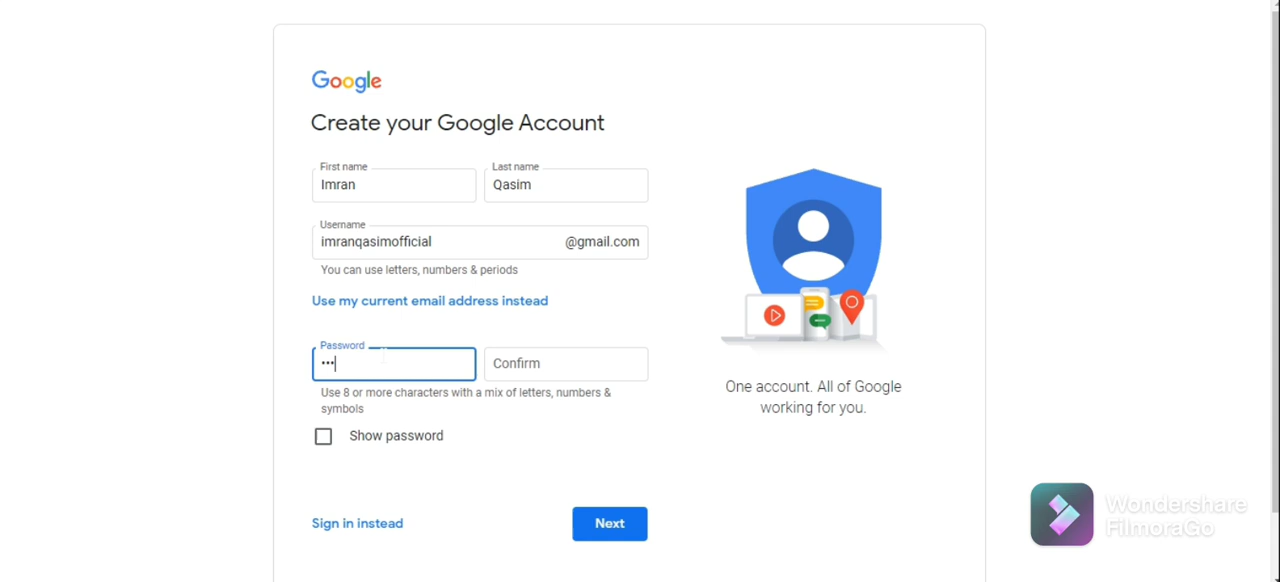 Google
Create your Google Account
First name
Last name
Imran
Qasim
Username
imranqasimofficial
@gmail.com
You can use letters, numbers & periods
Use my current email address instead
Password
•••
Confirm
Use 8 or more characters with a mix of letters, numbers &
symbols
Show password
Sign in instead
Next
One account. All of Google
working for you.
Wondershare
FilmoraGo